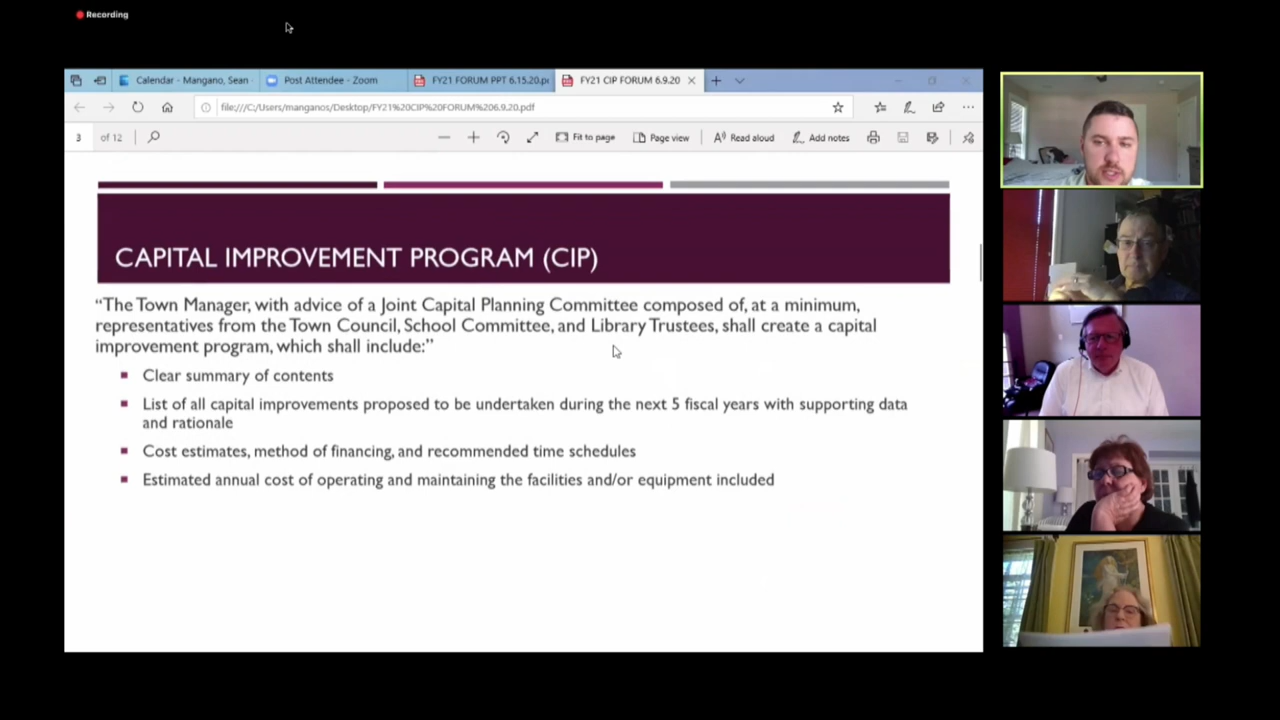 Recording
Calendar - Mangano, Sean
Post Attendee - Zoom
FY21 FORUM PPT 6.15.20.p
FY21 CIP FORUM 6.9.20
file:///C:/Users/manganos/Desktop/FY21%20CIP%20FORUM%206.9.20.pdf
3 of 12
Fit to page
Page view
Read aloud
Add notes
CAPITAL IMPROVEMENT PROGRAM (CIP)
“The Town Manager, with advice of a Joint Capital Planning Committee composed of, at a minimum,
representatives from the Town Council, School Committee, and Library Trustees, shall create a capital
improvement program, which shall include:”
Clear summary of contents
List of all capital improvements proposed to be undertaken during the next 5 fiscal years with supporting data
and rationale
Cost estimates, method of financing, and recommended time schedules
Estimated annual cost of operating and maintaining the facilities and/or equipment included